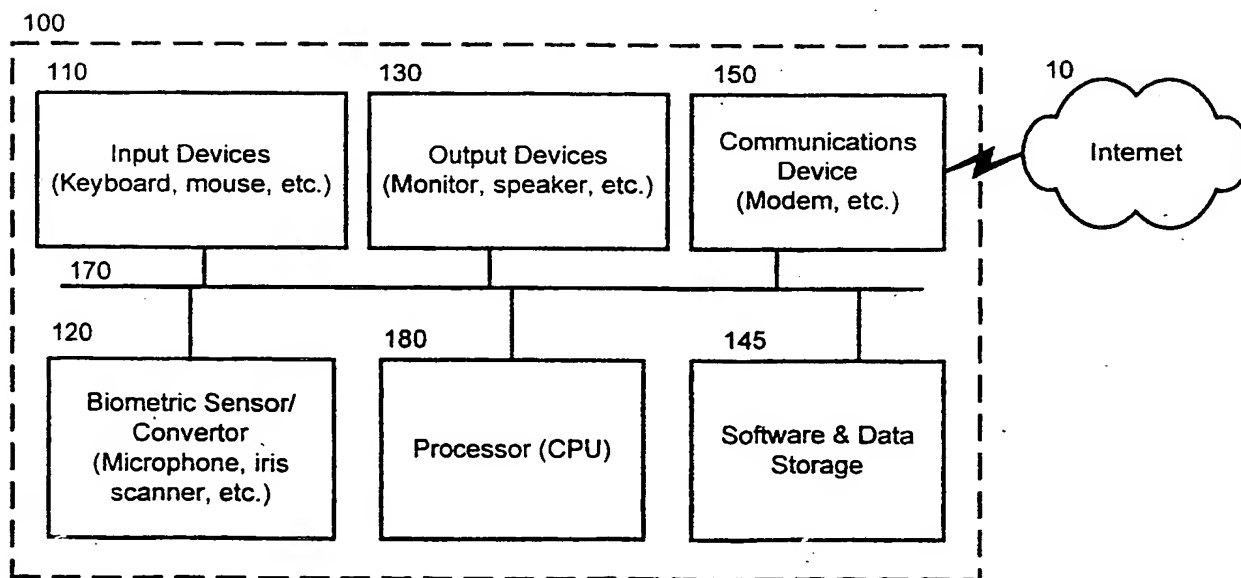 100
110
130
150
10
Input Devices
(Keyboard, mouse, etc.)
Output Devices
(Monitor, speaker, etc.)
Communications
Device
(Modem, etc.)
Internet
170
120
180
145
Biometric Sensor/
Convertor
(Microphone, iris
scanner, etc.)
Processor (CPU)
Software & Data
Storage